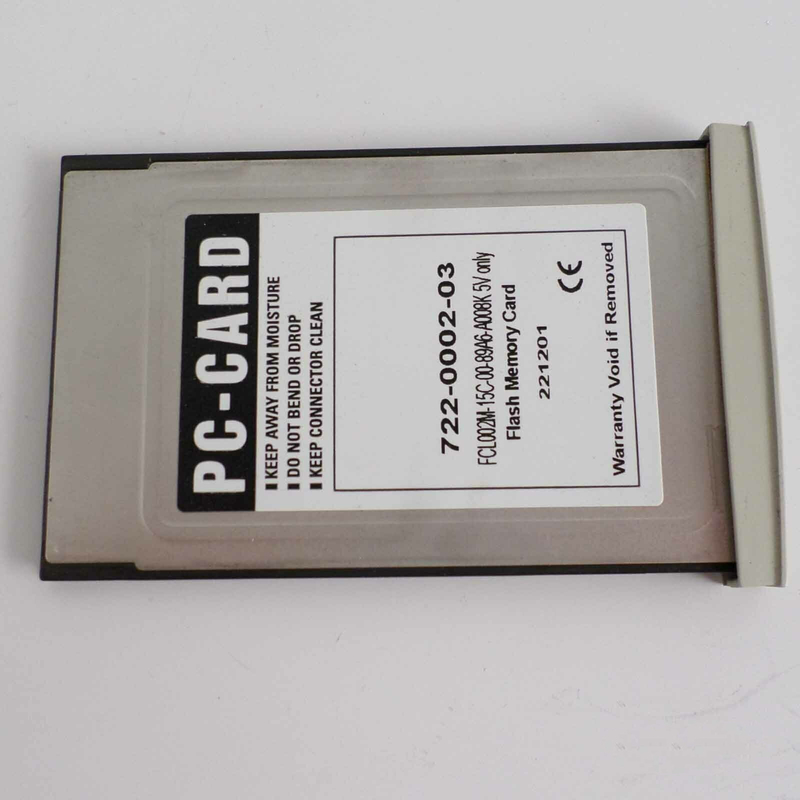 PC-CARD
KEEP AWAY FROM MOISTURE
DO NOT BEND OR DROP
KEEP CONNECTOR CLEAN
722-0002-03
FCL002M-15C-00-89A6-A008K 5V only
Flash Memory Card
221201
CE
Warranty Void if Removed